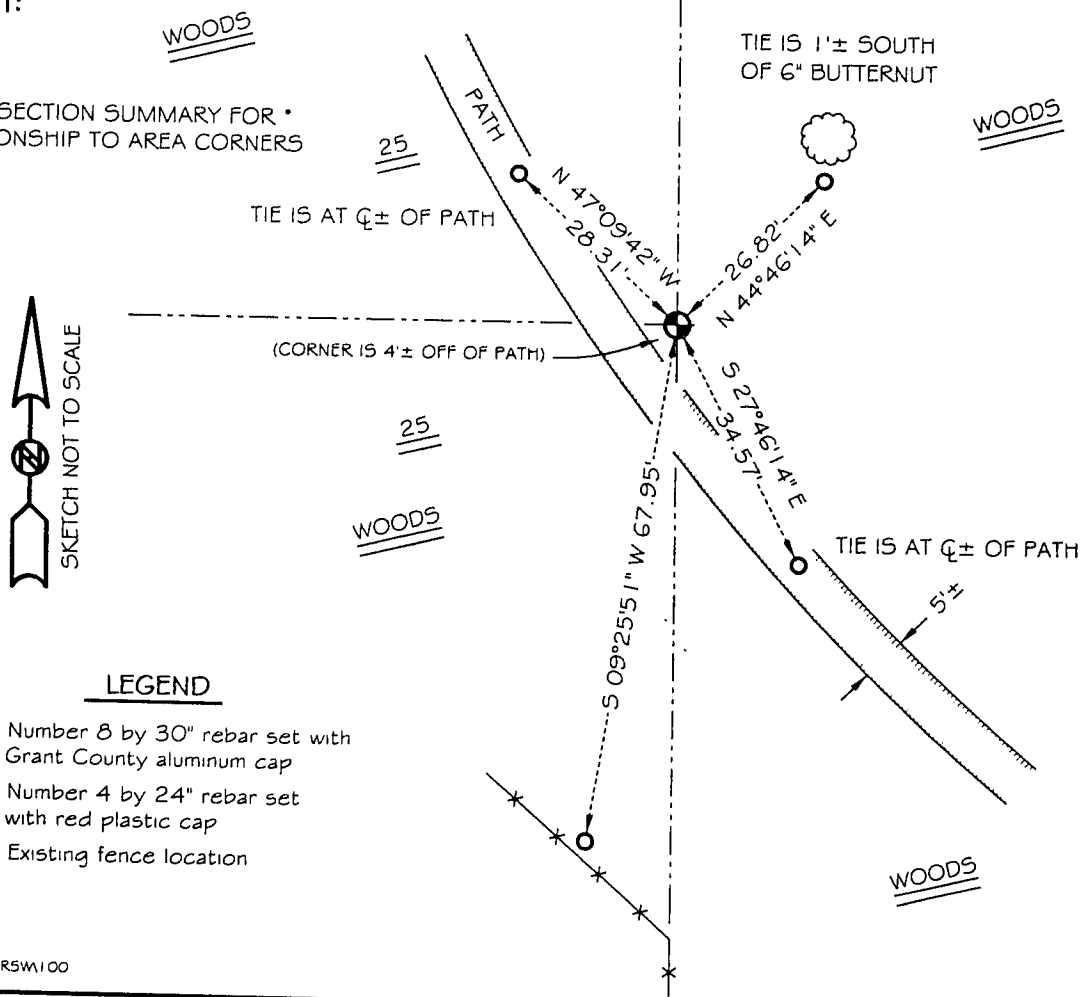 WOODS
TIE IS 1'± SOUTH
OF 6" BUTTERNUT
WOODS
SECTION SUMMARY FOR •
ONSHIP TO AREA CORNERS
PATH
25
N 47°09'42" W
28.31'
26.82'
N 44°46'14" E
TIE IS AT ℄± OF PATH
(CORNER IS 4'± OFF OF PATH)
SKETCH NOT TO SCALE
N
25
S 27°46'14" E
34.57'
WOODS
S 09°25'51" W 67.95'
TIE IS AT ℄± OF PATH
5'±
LEGEND
Number 8 by 30" rebar set with
Grant County aluminum cap
Number 4 by 24" rebar set
with red plastic cap
Existing fence location
WOODS